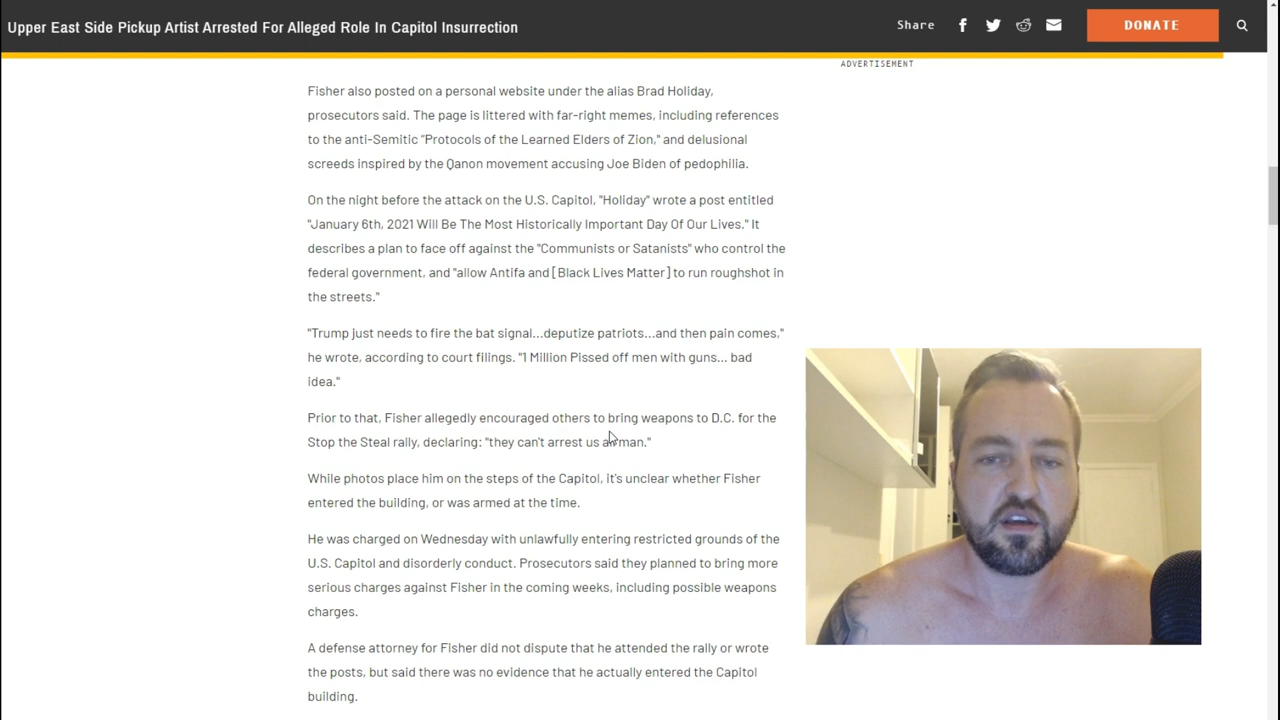 Upper East Side Pickup Artist Arrested For Alleged Role In Capitol Insurrection
Share
DONATE
ADVERTISEMENT
Fisher also posted on a personal website under the alias Brad Holiday,
prosecutors said. The page is littered with far-right memes, including references
to the anti-Semitic "Protocols of the Learned Elders of Zion," and delusional
screeds inspired by the Qanon movement accusing Joe Biden of pedophilia.
On the night before the attack on the U.S. Capitol, "Holiday" wrote a post entitled
"January 6th, 2021 Will Be The Most Historically Important Day Of Our Lives." It
describes a plan to face off against the "Communists or Satanists" who control the
federal government, and "allow Antifa and [Black Lives Matter] to run roughshot in
the streets."
"Trump just needs to fire the bat signal...deputize patriots...and then pain comes,"
he wrote, according to court filings. "1 Million Pissed off men with guns... bad
idea."
Prior to that, Fisher allegedly encouraged others to bring weapons to D.C. for the
Stop the Steal rally, declaring: "they can't arrest us all man."
While photos place him on the steps of the Capitol, it's unclear whether Fisher
entered the building, or was armed at the time.
He was charged on Wednesday with unlawfully entering restricted grounds of the
U.S. Capitol and disorderly conduct. Prosecutors said they planned to bring more
serious charges against Fisher in the coming weeks, including possible weapons
charges.
A defense attorney for Fisher did not dispute that he attended the rally or wrote
the posts, but said there was no evidence that he actually entered the Capitol
building.